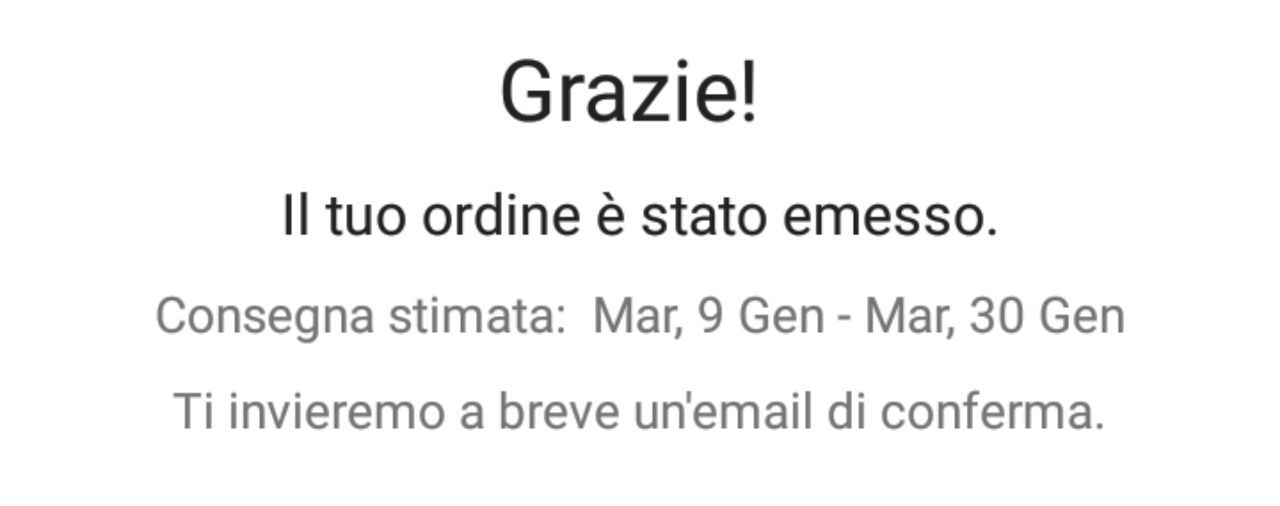 Grazie!
Il tuo ordine è stato emesso.
Consegna stimata:  Mar, 9 Gen - Mar, 30 Gen
Ti invieremo a breve un'email di conferma.